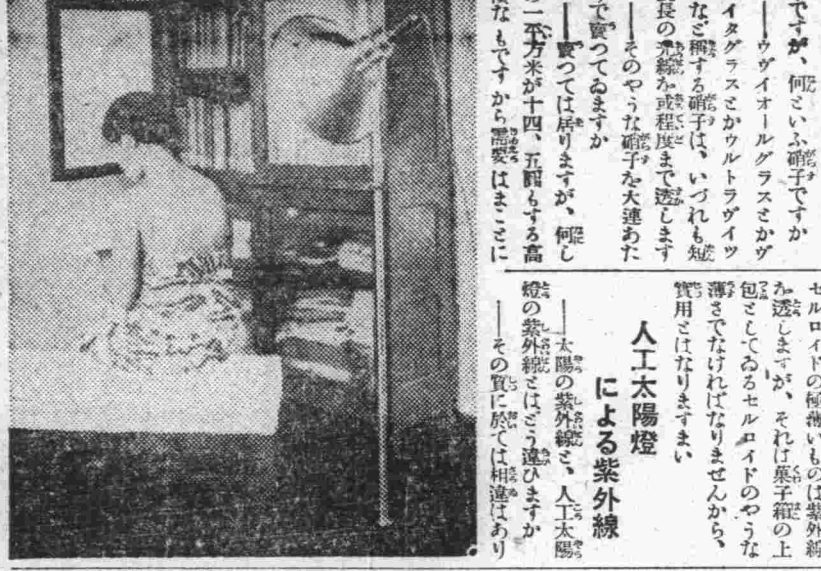 ですが、何といふ硝子ですか
――ウヴイオールグラスとかヴ
イタグラスとかウルトラヴイツ
など稱する硝子は、いづれも短
長の光線を或程度まで透します
――そのやうな硝子を大連あた
で賣つてゐますか
――賣つては居りますが、何し
の一平方米が十四、五圓もする高
なもですから需要はまことに
セルロイドの極薄いものは紫外線
を透しますが、それは菓子箱の上
包としてゐるセルロイドのやうな
薄さでなければなりませんから、
實用とはなりますまい
人工太陽燈
による紫外線
――太陽の紫外線と、人工太陽
燈の紫外線とはどう違ひますか
――その質に於ては相違はあり